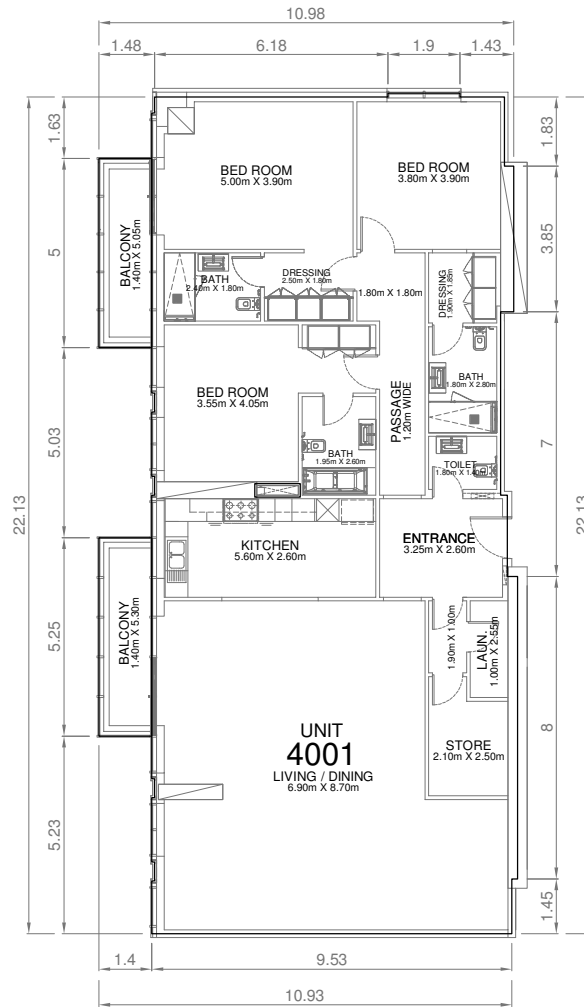 10.98
1.48
6.18
1.9
1.43
1.63
5
5.03
22.13
5.25
5.23
1.83
3.85
7
22.13
8
1.45
BED ROOM
5.00m X 3.90m
BED ROOM
3.80m X 3.90m
BALCONY
1.40m X 5.05m
BATH
2.40m X 1.80m
DRESSING
2.50m X 1.80m
1.80m X 1.80m
DRESSING
1.90m X 1.85m
BED ROOM
3.55m X 4.05m
PASSAGE
1.20m WIDE
BATH
1.80m X 2.80m
BATH
1.95m X 2.60m
TOILET
1.80m X 1.40m
KITCHEN
5.60m X 2.60m
ENTRANCE
3.25m X 2.60m
BALCONY
1.40m X 5.30m
1.90m X 1.00m
LAUN.
1.00m X 2.55m
UNIT
4001
LIVING / DINING
6.90m X 8.70m
STORE
2.10m X 2.50m
1.4
9.53
10.93